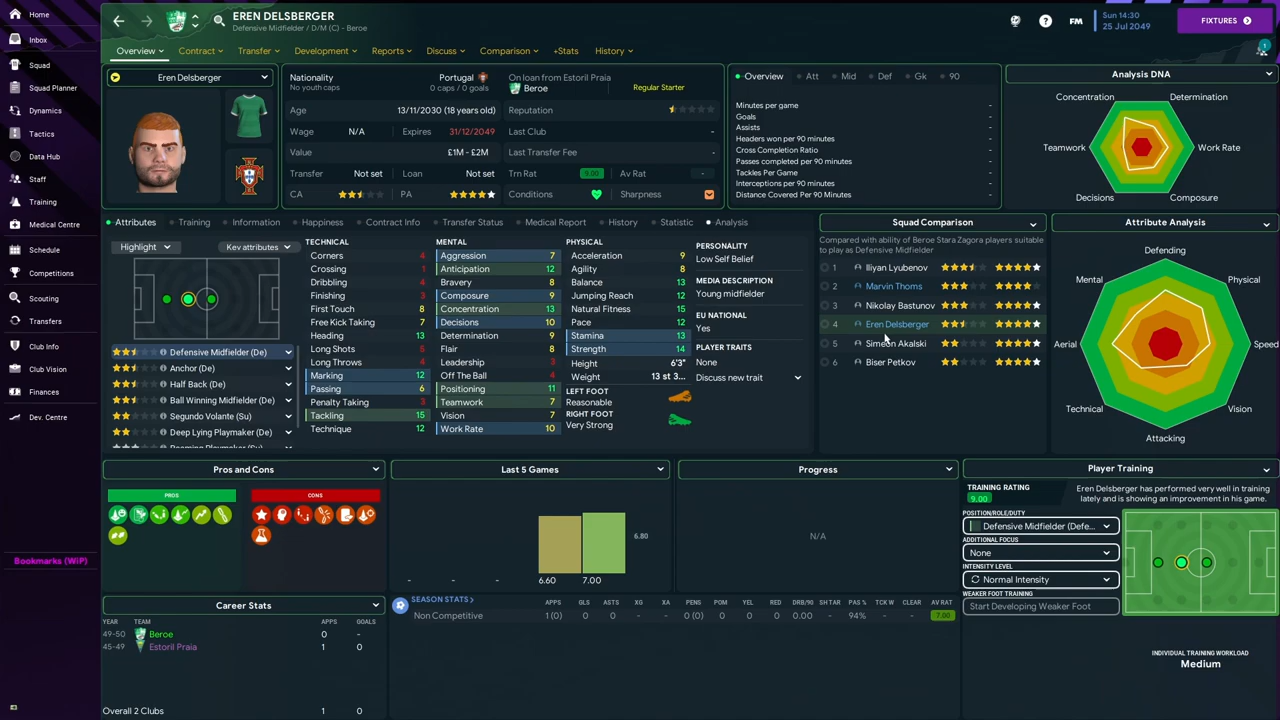 Home
Inbox
Squad
Squad Planner
Dynamics
Tactics
Data Hub
Staff
Training
Medical Centre
Schedule
Competitions
Scouting
Transfers
Club Info
Club Vision
Finances
Dev. Centre
Bookmarks (WiP)
EREN DELSBERGER
Defensive Midfielder / D/M (C) - Beroe
FM
Sun 14:30
25 Jul 2049
FIXTURES
1
Overview
Contract
Transfer
Development
Reports
Discuss
Comparison
+Stats
History
Eren Delsberger
Nationality Portugal
No youth caps 0 caps / 0 goals
Age 13/11/2030 (18 years old)
Wage N/A Expires 31/12/2049
Value £1M - £2M
Transfer Not set Loan Not set
CA PA
On loan from Estoril Praia
Beroe Regular Starter
Reputation
Last Club -
Last Transfer Fee -
Trn Rat 9.00 Av Rat -
Conditions Sharpness
Overview Att Mid Def Gk 90
Minutes per game -
Goals -
Assists -
Headers won per 90 minutes -
Cross Completion Ratio -
Passes completed per 90 minutes -
Tackles Per Game -
Interceptions per 90 minutes -
Distance Covered Per 90 Minutes -
Analysis DNA
Concentration Determination
Teamwork Work Rate
Decisions Composure
Attributes Training Information Happiness Contract Info Transfer Status Medical Report History Statistic Analysis
Highlight Key attributes
Defensive Midfielder (De)
Anchor (De)
Half Back (De)
Ball Winning Midfielder (De)
Segundo Volante (Su)
Deep Lying Playmaker (De)
TECHNICAL
Corners 4
Crossing 1
Dribbling 4
Finishing 3
First Touch 8
Free Kick Taking 7
Heading 13
Long Shots 5
Long Throws 4
Marking 12
Passing 6
Penalty Taking 3
Tackling 15
Technique 12
MENTAL
Aggression 7
Anticipation 12
Bravery 8
Composure 9
Concentration 13
Decisions 10
Determination 9
Flair 8
Leadership 3
Off The Ball 4
Positioning 11
Teamwork 7
Vision 7
Work Rate 10
PHYSICAL
Acceleration 9
Agility 8
Balance 13
Jumping Reach 12
Natural Fitness 15
Pace 12
Stamina 13
Strength 14
Height 6'3"
Weight 13 st 3...
LEFT FOOT
Reasonable
RIGHT FOOT
Very Strong
PERSONALITY
Low Self Belief
MEDIA DESCRIPTION
Young midfielder
EU NATIONAL
Yes
PLAYER TRAITS
None
Discuss new trait
Squad Comparison
Compared with ability of Beroe Stara Zagora players suitable
to play as Defensive Midfielder
1 Iliyan Lyubenov
2 Marvin Thoms
3 Nikolay Bastunov
4 Eren Delsberger
5 Simeon Akalski
6 Biser Petkov
Attribute Analysis
Defending
Mental Physical
Aerial Speed
Technical Vision
Attacking
Pros and Cons
PROS CONS
Last 5 Games
- - - 6.60 7.00
6.80
Progress
N/A
Player Training
TRAINING RATING
9.00
Eren Delsberger has performed very well in training
lately and is showing an improvement in his game.
POSITION/ROLE/DUTY
Defensive Midfielder (Defe...
ADDITIONAL FOCUS
None
INTENSITY LEVEL
Normal Intensity
WEAKER FOOT TRAINING
Start Developing Weaker Foot
INDIVIDUAL TRAINING WORKLOAD
Medium
Career Stats
YEAR TEAM APPS GOALS
49-50 Beroe 0 -
45-49 Estoril Praia 1 0
Overall 2 Clubs 1 0
SEASON STATS > APPS GLS ASTS XG XA PENS POM YEL RED DRB/90 SH TAR PAS % TCK W CLEAR AV RAT
Non Competitive 1 (0) 0 0 - - 0 (0) 0 0 0 0.00 - 94% - - 7.00